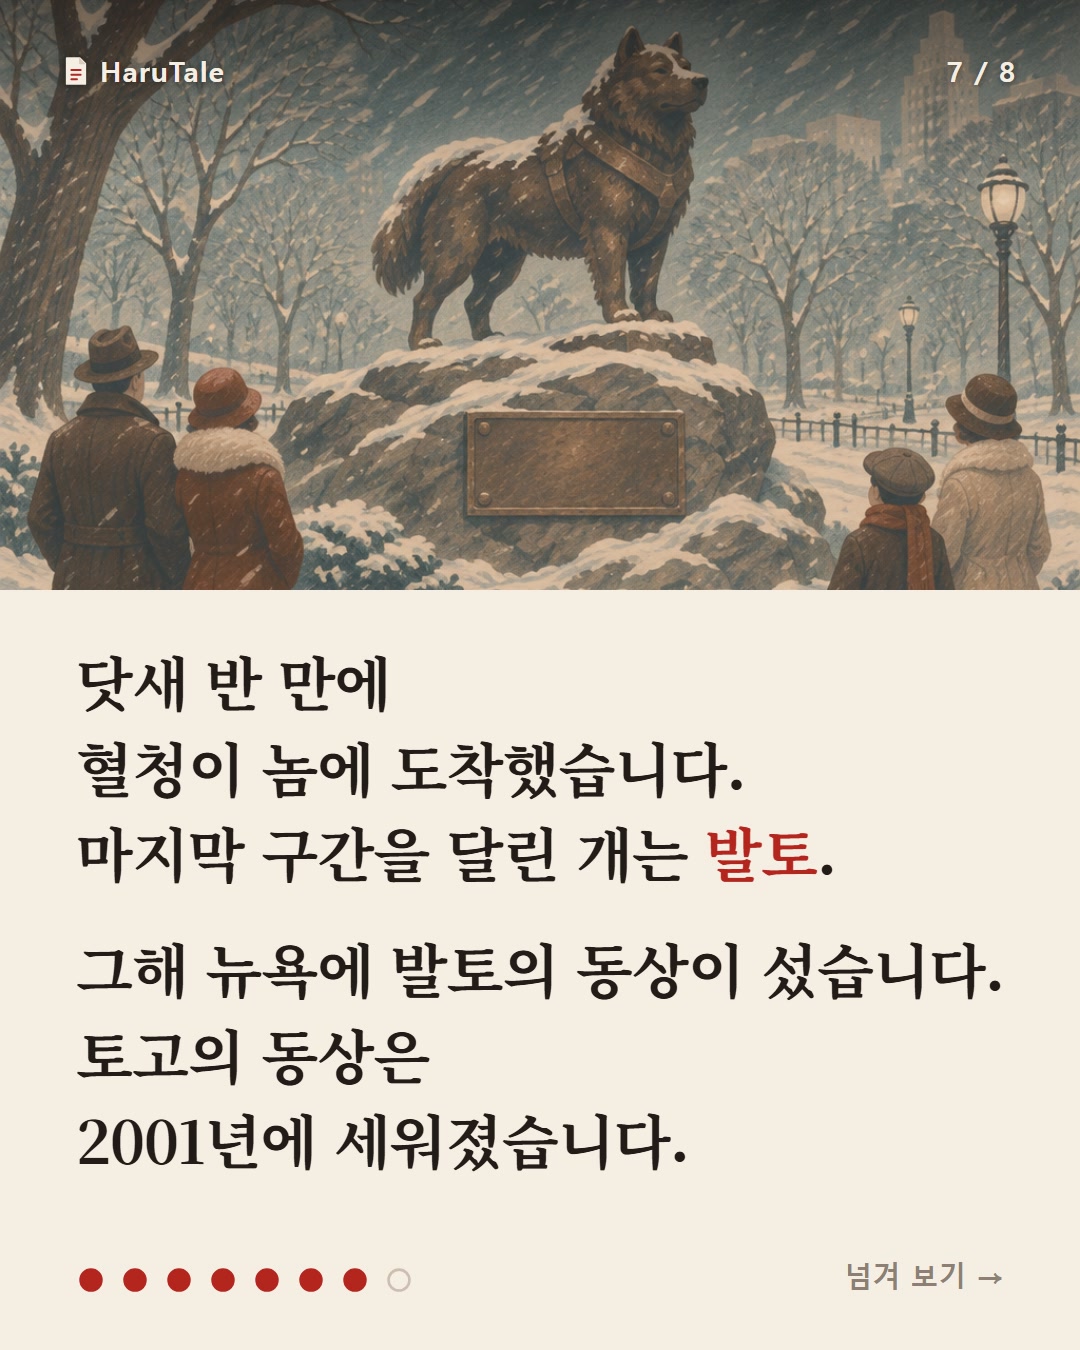 HaruTale
7 / 8
닷새 반 만에
혈청이 놈에 도착했습니다.
마지막 구간을 달린 개는 발토.
그해 뉴욕에 발토의 동상이 섰습니다.
토고의 동상은
2001년에 세워졌습니다.
넘겨 보기 →